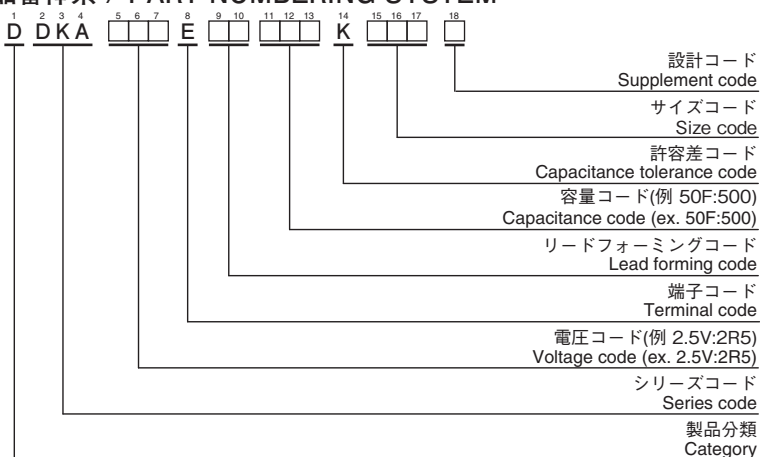 PART NUMBERING SYSTEM
1 2 3 4 5 6 7 8 9 10 11 12 13 14 15 16 17 18
D DKA □□□ E □□ □□□ K □□□ □
設計コード
Supplement code
サイズコード
Size code
許容差コード
Capacitance tolerance code
容量コード(例 50F:500)
Capacitance code (ex. 50F:500)
リードフォーミングコード
Lead forming code
端子コード
Terminal code
電圧コード(例 2.5V:2R5)
Voltage code (ex. 2.5V:2R5)
シリーズコード
Series code
製品分類
Category